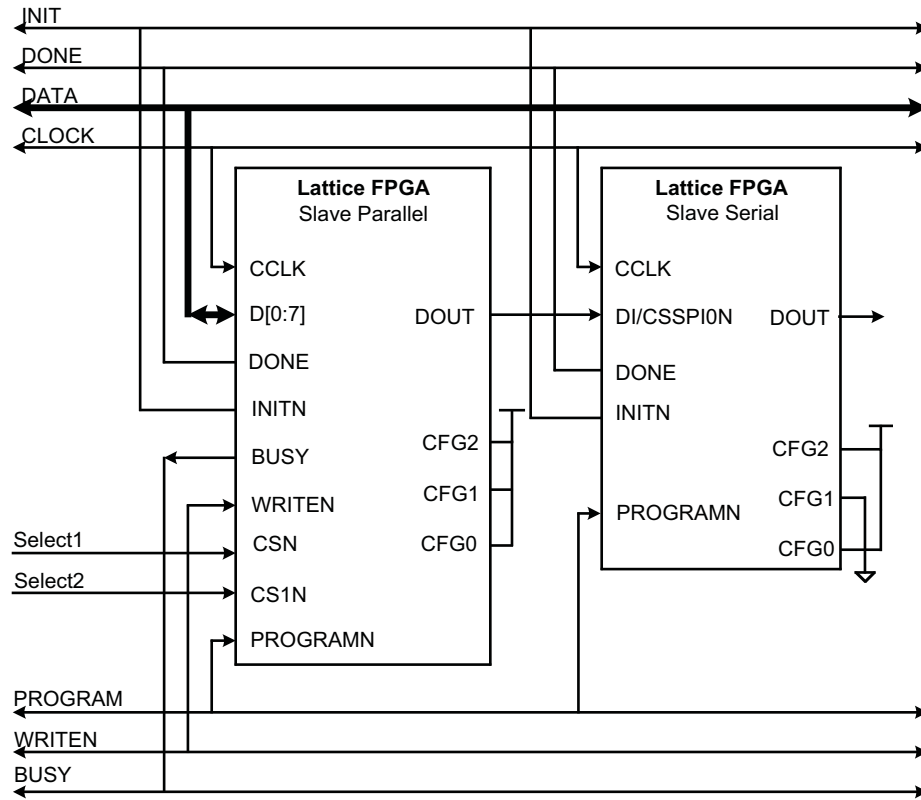 INIT
DONE
DATA
CLOCK
Lattice FPGA
Slave Parallel
CCLK
D[0:7]
DOUT
DONE
INITN
BUSY
CFG2
WRITEN
CFG1
CSN
CFG0
CS1N
PROGRAMN
Lattice FPGA
Slave Serial
CCLK
DI/CSSPI0N
DOUT
DONE
INITN
CFG2
CFG1
PROGRAMN
CFG0
Select1
Select2
PROGRAM
WRITEN
BUSY